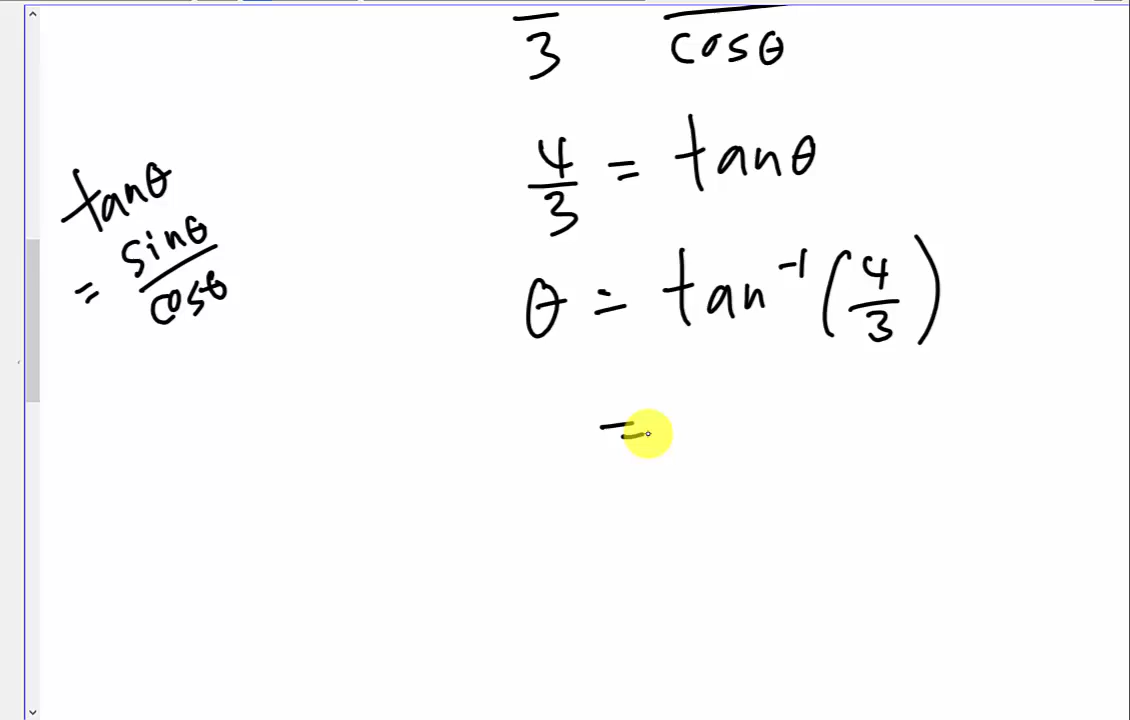 3 cosθ
4/3 = tanθ
tanθ
= sinθ/cosθ
θ = tan⁻¹(4/3)
=